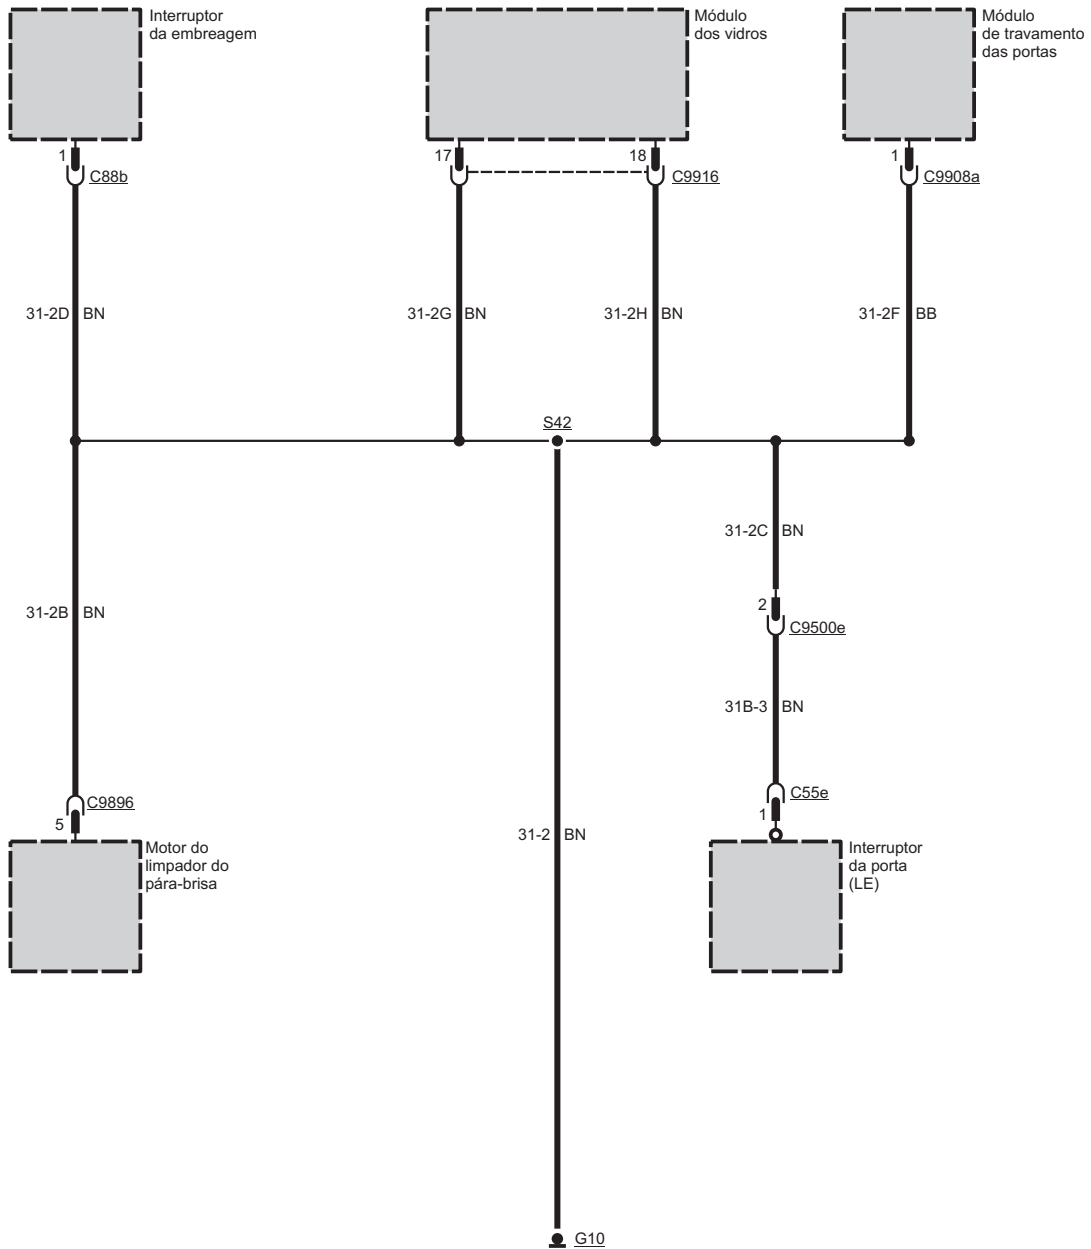 Interruptor
da embreagem
Módulo
dos vidros
Módulo
de travamento
das portas
1
C88b
17
18
C9916
1
C9908a
31-2D
BN
31-2G
BN
31-2H
BN
31-2F
BB
S42
31-2C
BN
31-2B
BN
2
C9500e
31B-3
BN
C9896
5
C55e
1
31-2
BN
Motor do
limpador do
pára-brisa
Interruptor
da porta
(LE)
G10